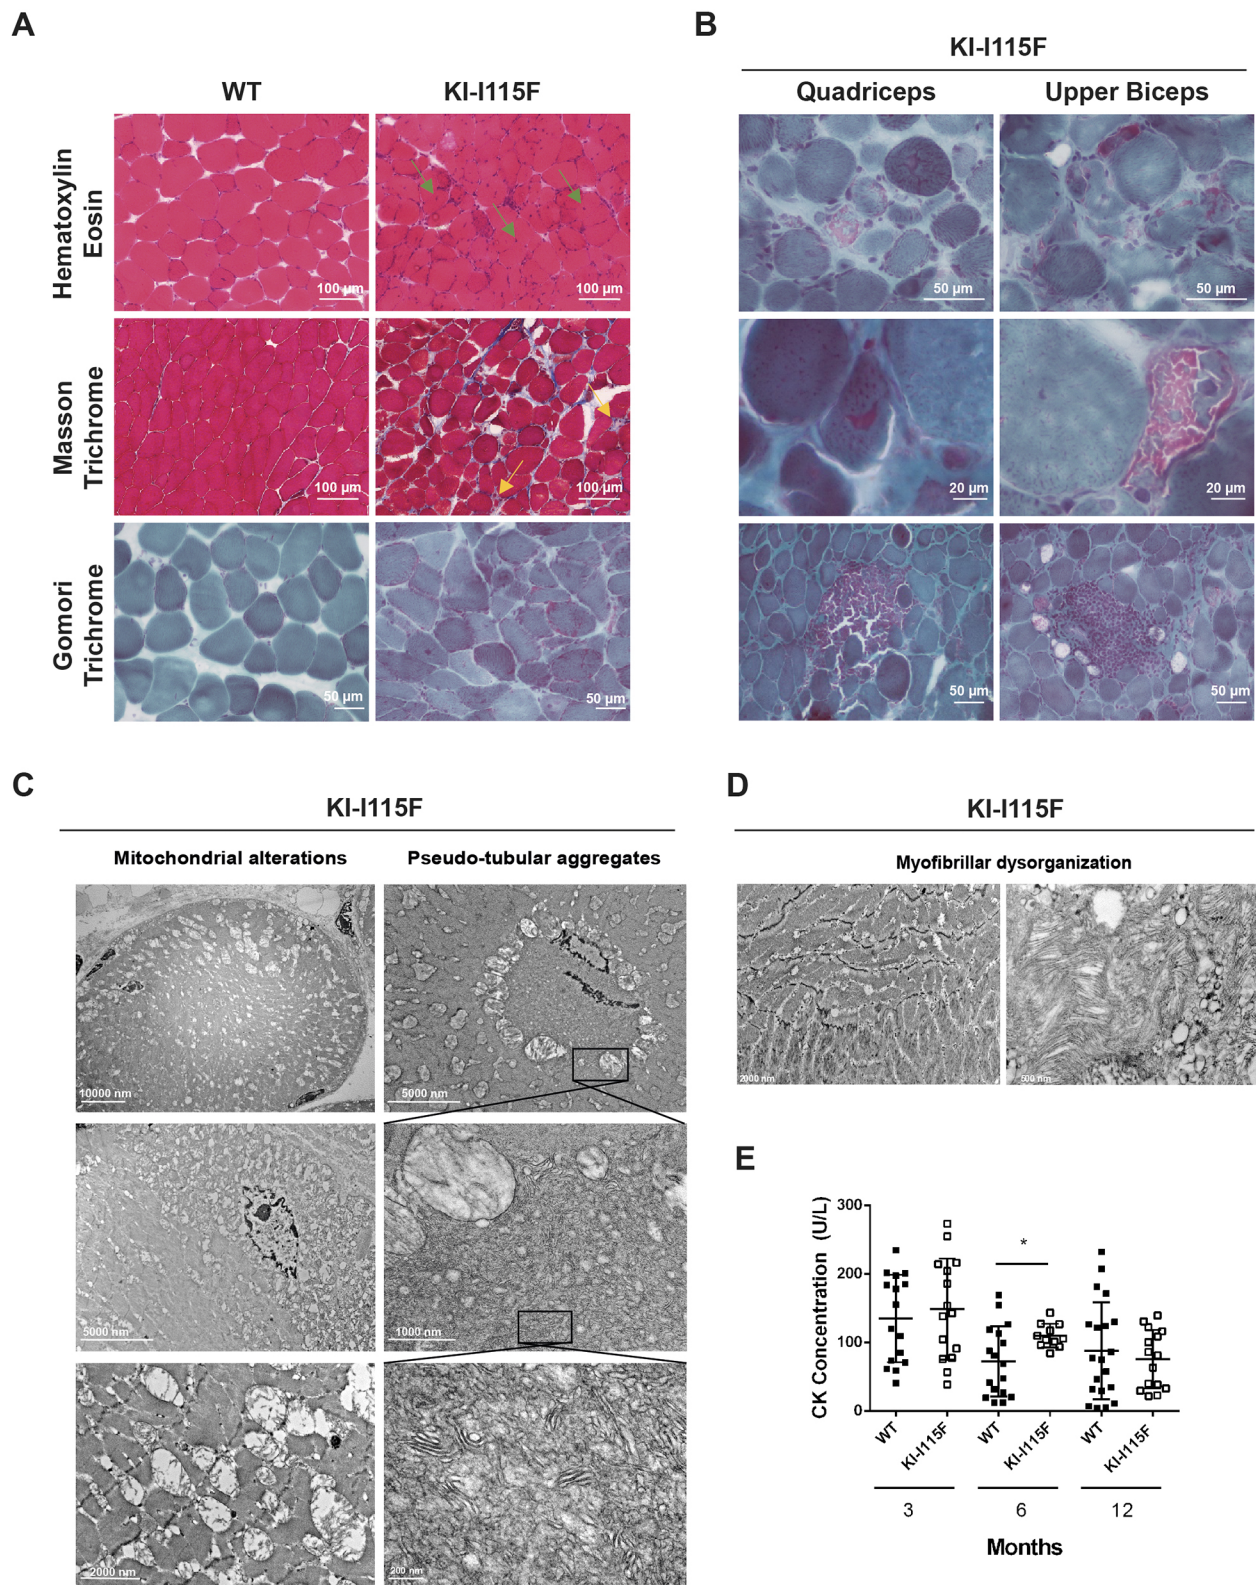 A
WT
KI-I115F
Hematoxylin
Eosin
100 µm
100 µm
Masson
Trichrome
100 µm
100 µm
Gomori
Trichrome
50 µm
50 µm
B
KI-I115F
Quadriceps
Upper Biceps
50 µm
50 µm
20 µm
20 µm
50 µm
50 µm
C
KI-I115F
Mitochondrial alterations
Pseudo-tubular aggregates
10000 nm
5000 nm
5000 nm
1000 nm
2000 nm
200 nm
D
KI-I115F
Myofibrillar dysorganization
2000 nm
500 nm
E
CK Concentration (U/L)
300
200
100
0
*
WT
KI-I115F
WT
KI-I115F
WT
KI-I115F
3
6
12
Months